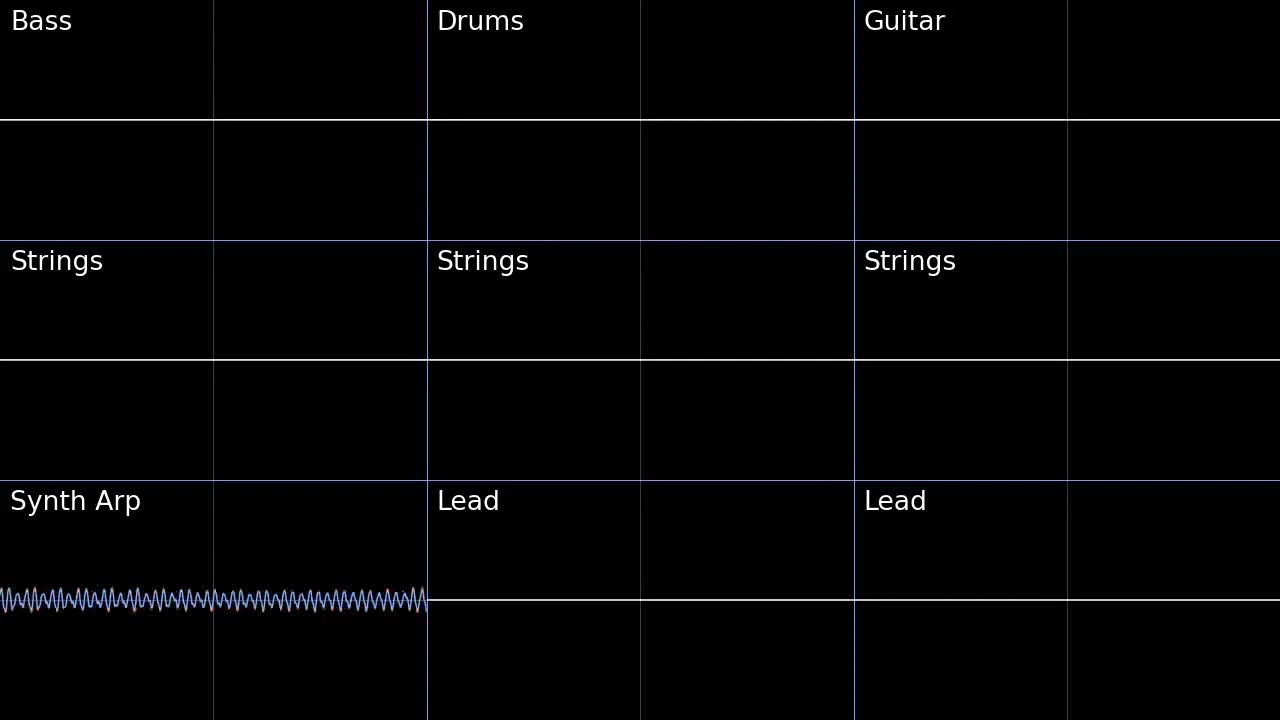 Bass
Drums
Guitar
Strings
Strings
Strings
Synth Arp
Lead
Lead